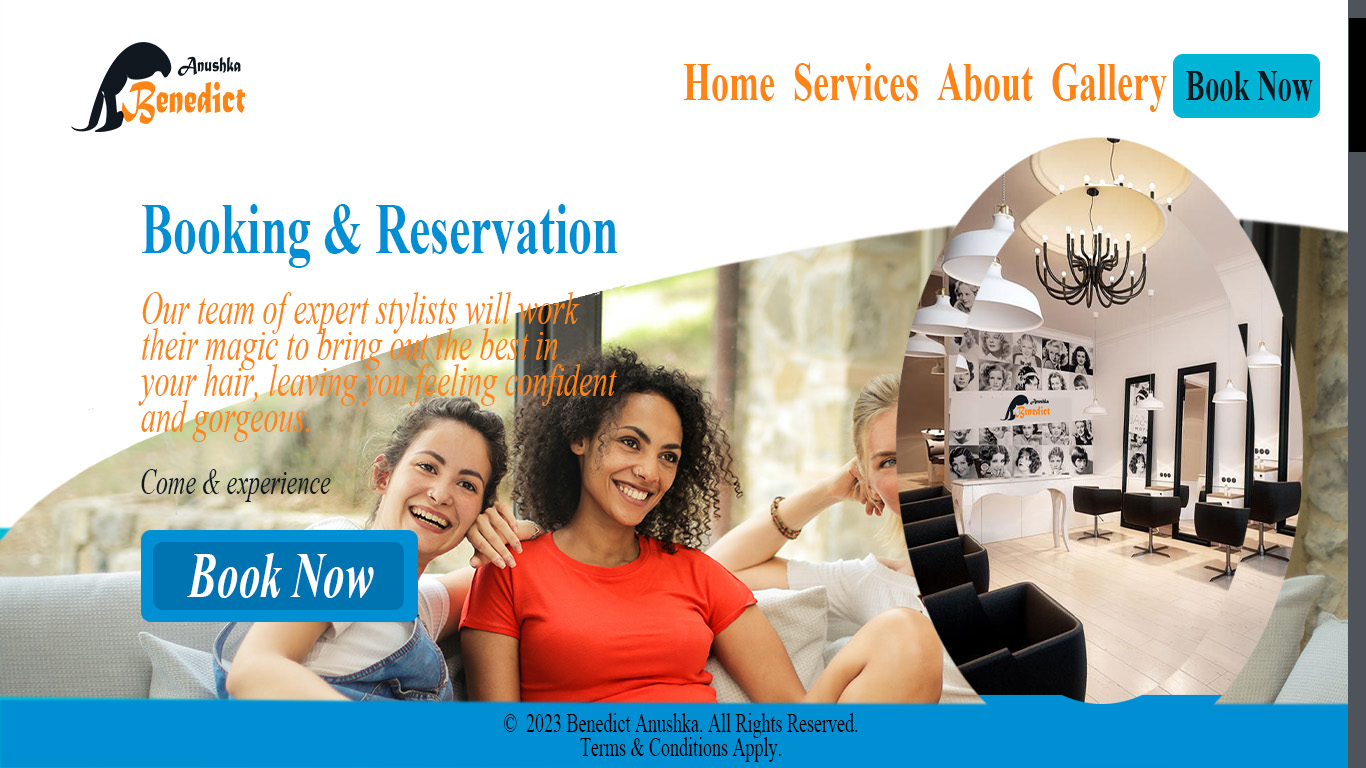 Anushka
Benedict
Home Services About Gallery Book Now
Booking & Reservation
Our team of expert stylists will work
their magic to bring out the best in
your hair, leaving you feeling confident
and gorgeous.
Anushka
Benedict
Come & experience
Book Now
© 2023 Benedict Anushka. All Rights Reserved.
Terms & Conditions Apply.